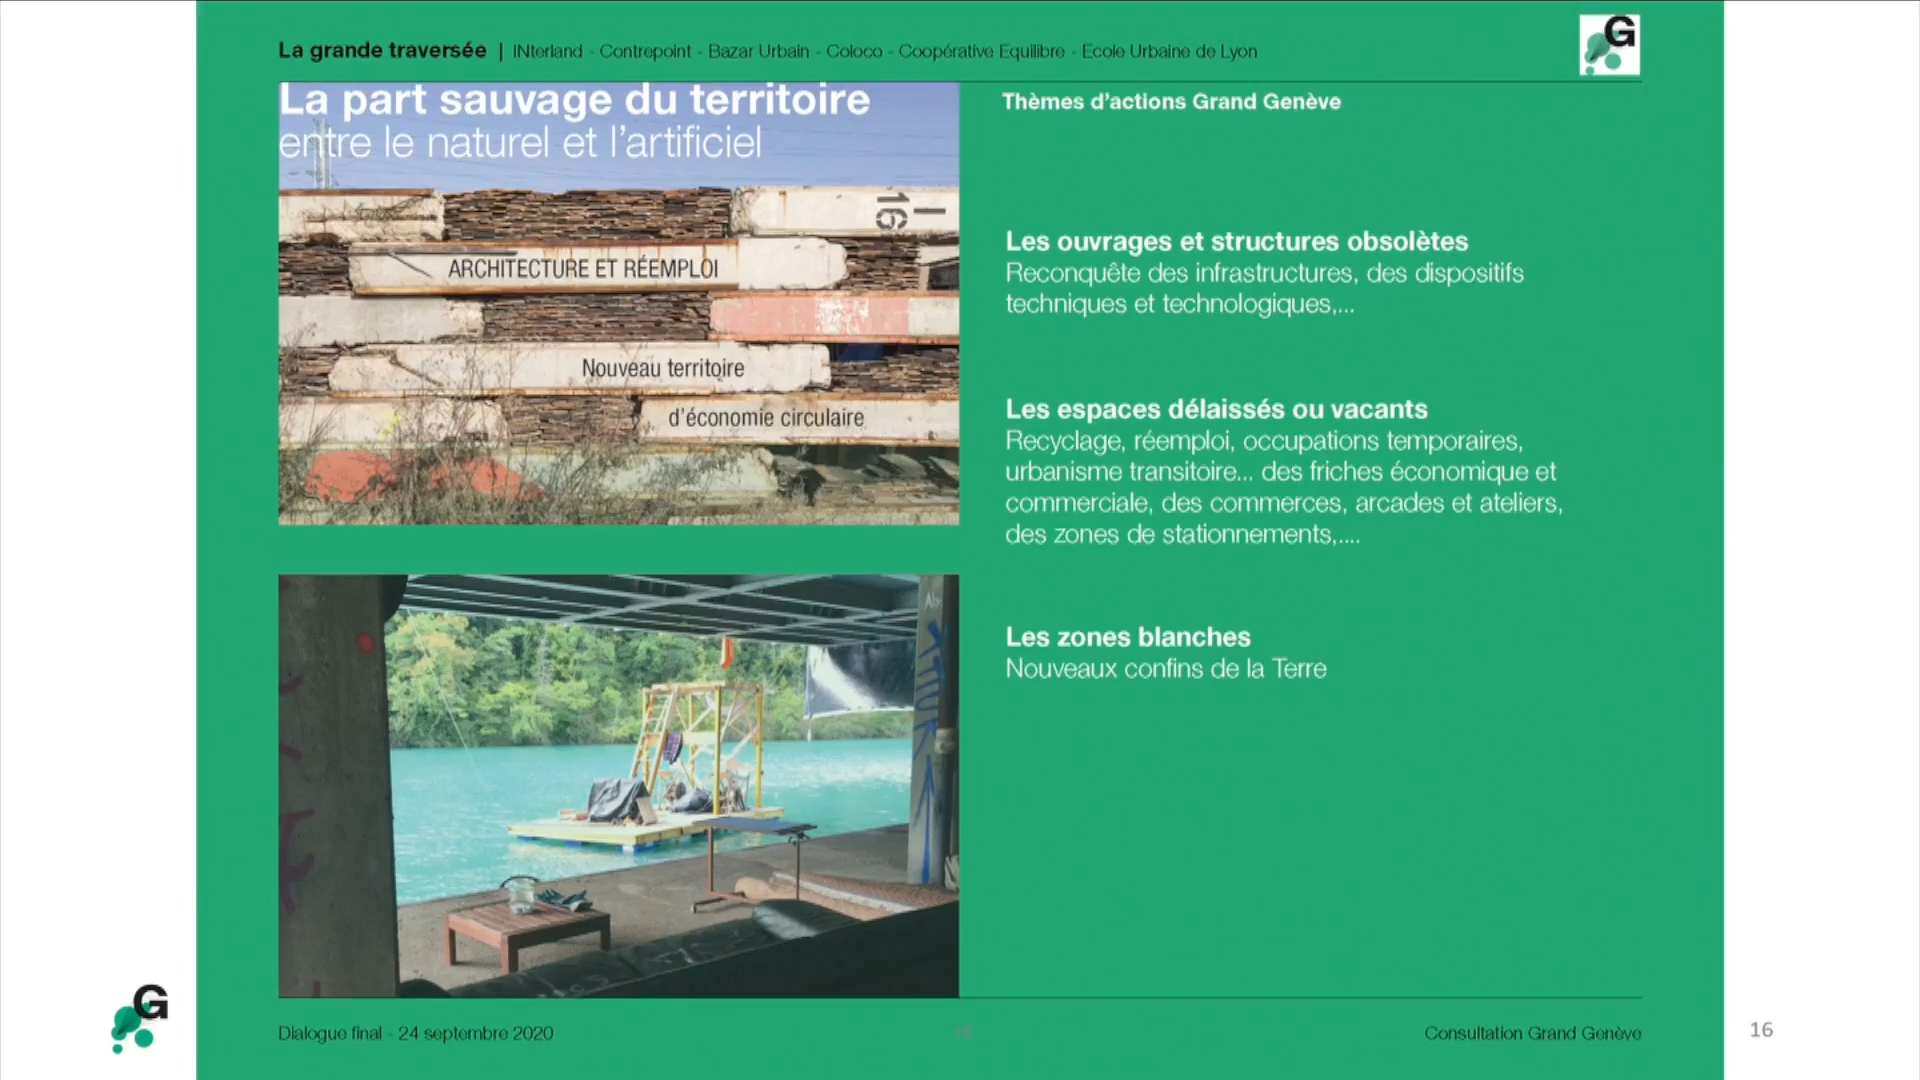 La grande traversée | INterland - Contrepoint - Bazar Urbain - Coloco - Coopérative Equilibre - Ecole Urbaine de Lyon
G
La part sauvage du territoire
entre le naturel et l'artificiel
16
ARCHITECTURE ET RÉEMPLOI
Nouveau territoire
d'économie circulaire
Thèmes d'actions Grand Genève
Les ouvrages et structures obsolètes
Reconquête des infrastructures, des dispositifs
techniques et technologiques,...
Les espaces délaissés ou vacants
Recyclage, réemploi, occupations temporaires,
urbanisme transitoire... des friches économique et
commerciale, des commerces, arcades et ateliers,
des zones de stationnements,....
Les zones blanches
Nouveaux confins de la Terre
G
Dialogue final - 24 septembre 2020
Consultation Grand Genève
16